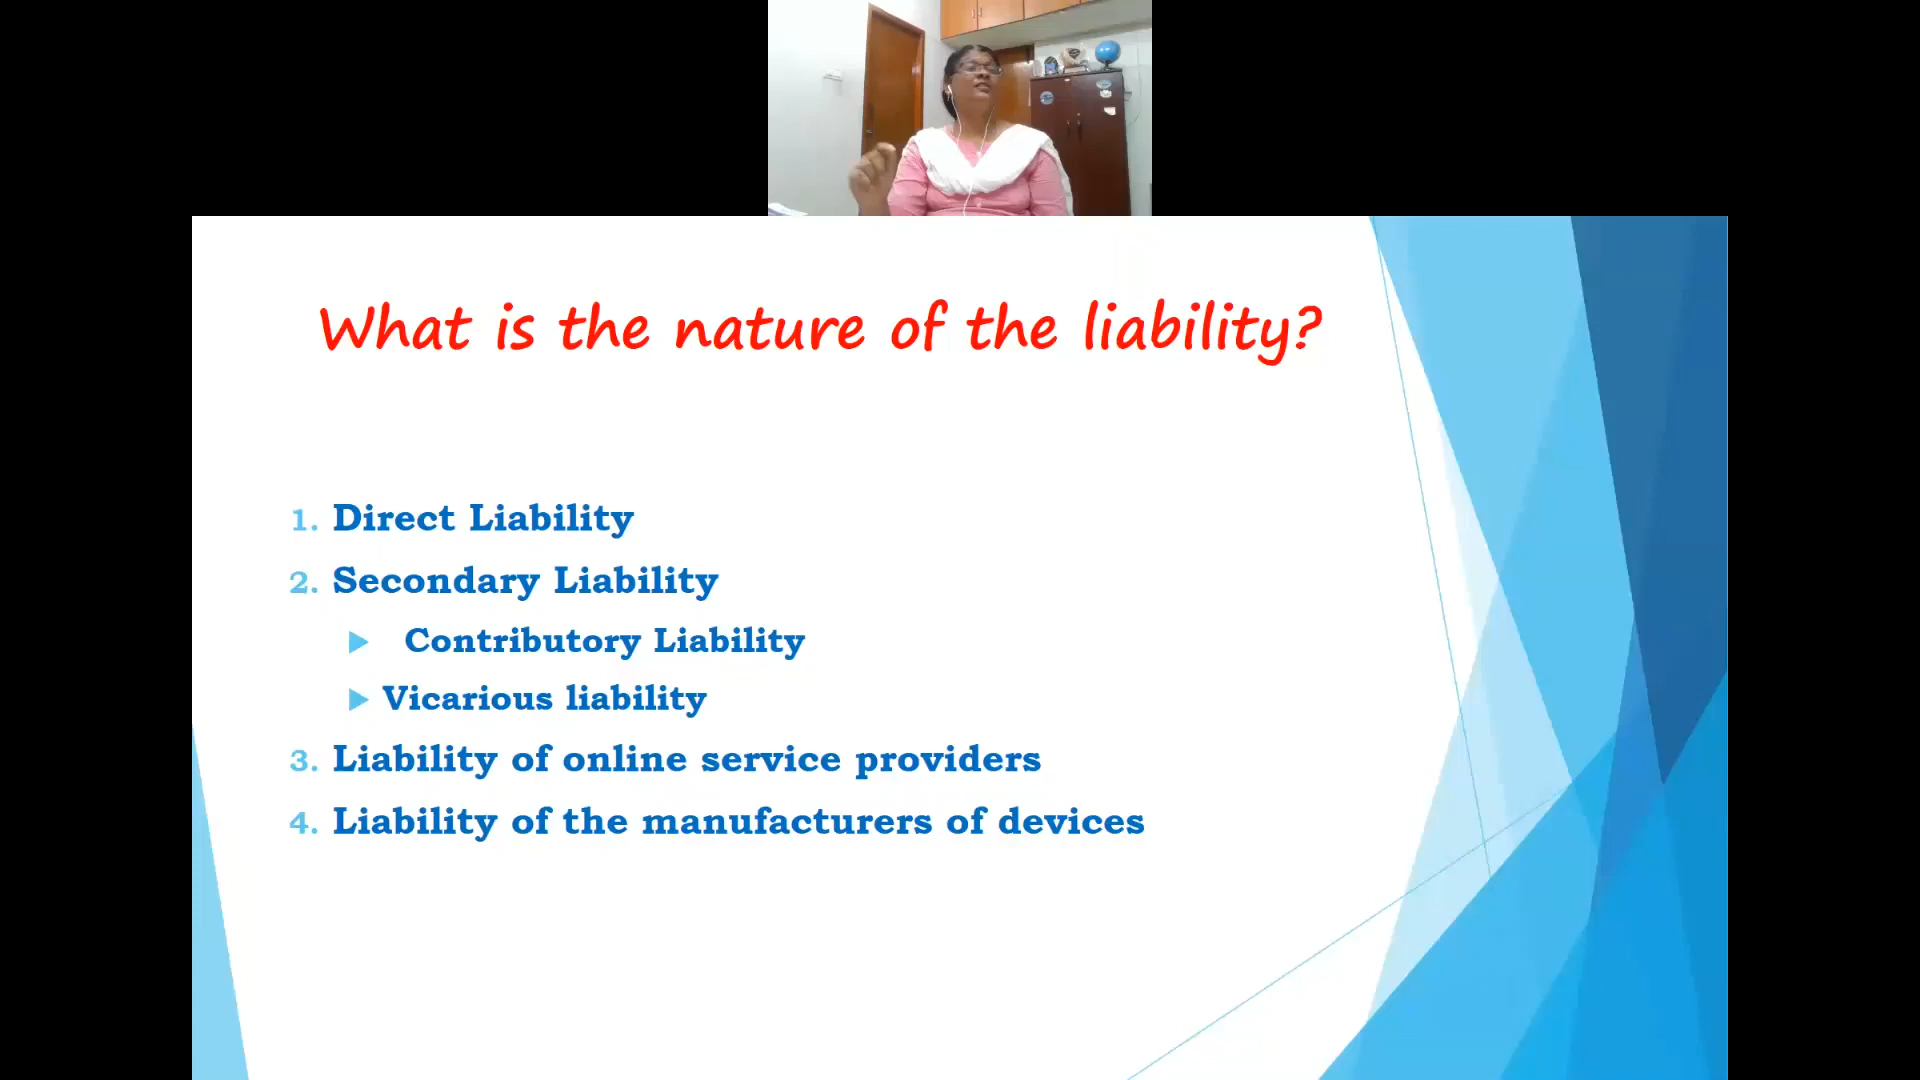 What is the nature of the liability?
1. Direct Liability
2. Secondary Liability
▶ Contributory Liability
▶ Vicarious liability
3. Liability of online service providers
4. Liability of the manufacturers of devices